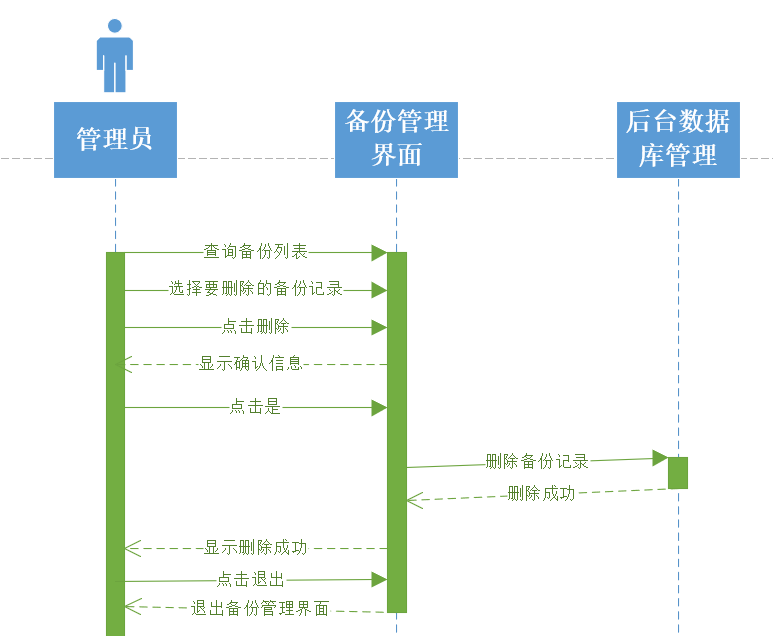 管理员
备份管理
界面
后台数据
库管理
查询备份列表
选择要删除的备份记录
点击删除
显示确认信息
点击是
删除备份记录
删除成功
显示删除成功
点击退出
退出备份管理界面